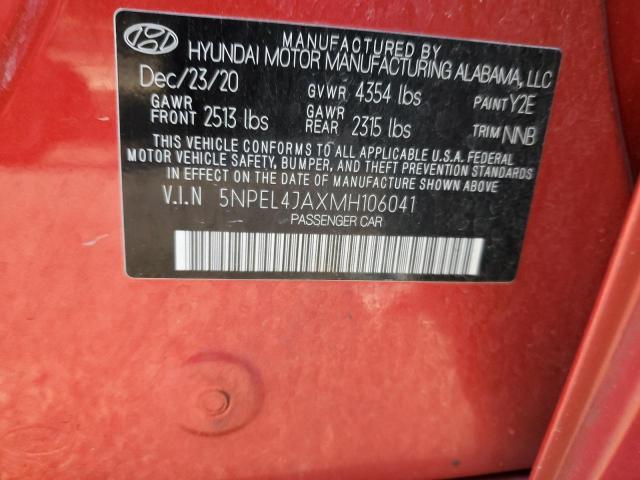 MANUFACTURED BY
HYUNDAI MOTOR MANUFACTURING ALABAMA, LLC
Dec/23/20 GVWR 4354 lbs PAINT Y2E
GAWR FRONT 2513 lbs GAWR REAR 2315 lbs TRIM NNB
THIS VEHICLE CONFORMS TO ALL APPLICABLE U.S.A. FEDERAL
MOTOR VEHICLE SAFETY, BUMPER, AND THEFT PREVENTION STANDARDS
IN EFFECT ON THE DATE OF MANUFACTURE SHOWN ABOVE.
V.I.N 5NPEL4JAXMH106041
PASSENGER CAR